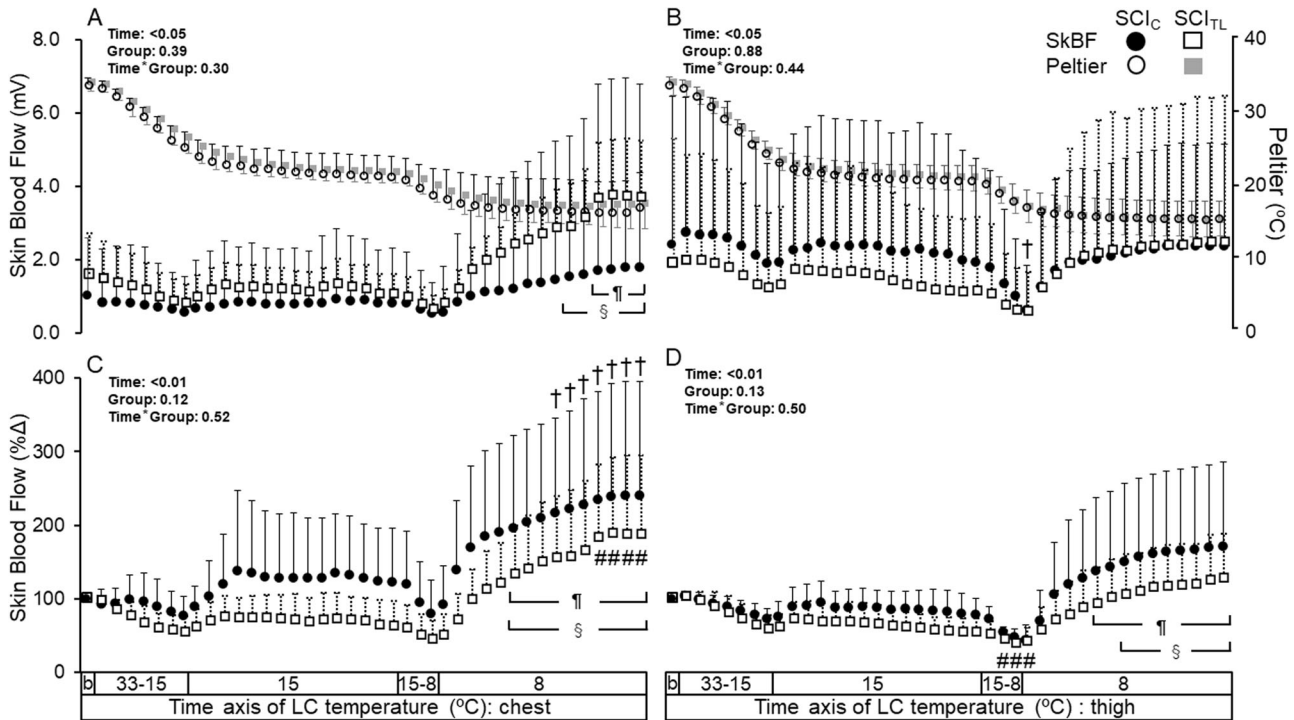 A
Time: <0.05
Group: 0.39
Time*Group: 0.30
8.0
6.0
4.0
2.0
0.0
Skin Blood Flow (mV)
¶
§
B
Time: <0.05
Group: 0.88
Time*Group: 0.44
SCIC SCITL
SkBF
Peltier
40
30
20
10
0
Peltier (ºC)
†
C
Time: <0.01
Group: 0.12
Time*Group: 0.52
400
300
200
100
0
Skin Blood Flow (%Δ)
†††††††
####
¶
§
D
Time: <0.01
Group: 0.13
Time*Group: 0.50
¶
§
###
b 33-15 15 15-8 8
Time axis of LC temperature (ºC): chest
b 33-15 15 15-8 8
Time axis of LC temperature (ºC) : thigh